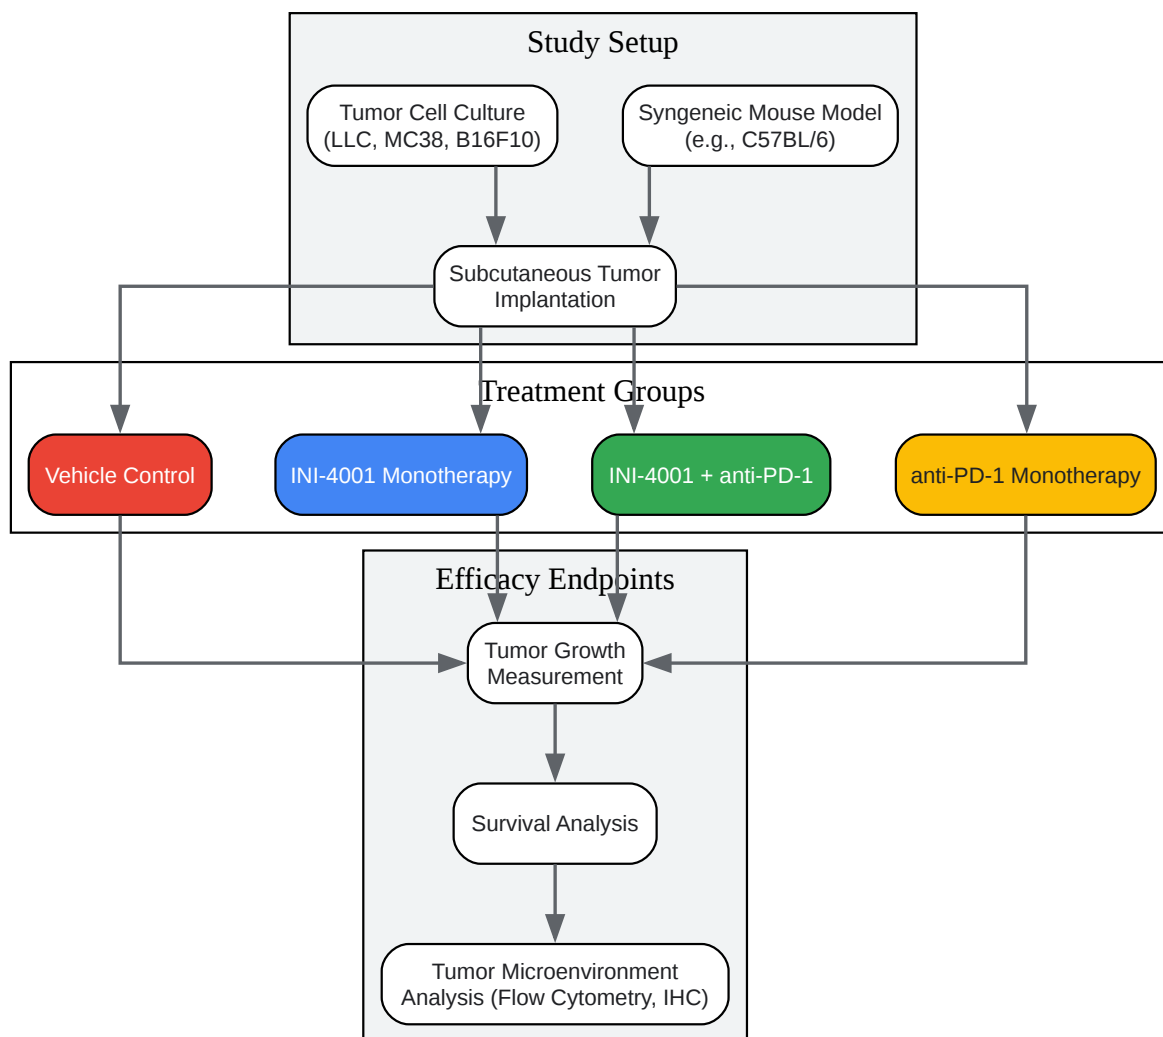 Study Setup
Tumor Cell Culture
(LLC, MC38, B16F10)
Syngeneic Mouse Model
(e.g., C57BL/6)
Subcutaneous Tumor
Implantation
Treatment Groups
Vehicle Control
INI-4001 Monotherapy
INI-4001 + anti-PD-1
anti-PD-1 Monotherapy
Efficacy Endpoints
Tumor Growth
Measurement
Survival Analysis
Tumor Microenvironment
Analysis (Flow Cytometry, IHC)